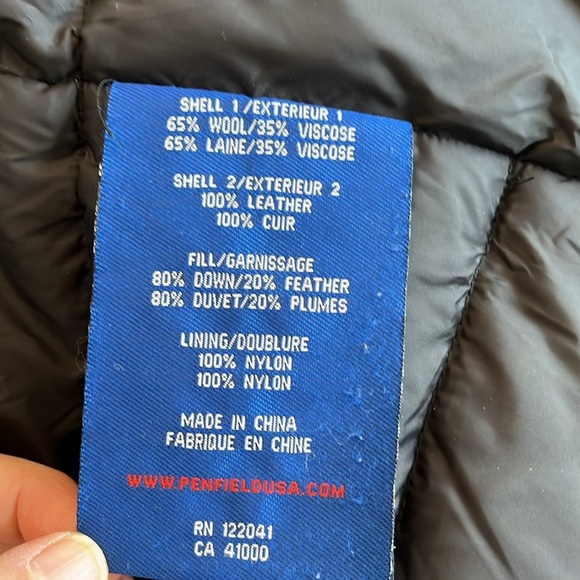 SHELL 1/EXTERIEUR 1
65% WOOL/35% VISCOSE
65% LAINE/35% VISCOSE
SHELL 2/EXTERIEUR 2
100% LEATHER
100% CUIR
FILL/GARNISSAGE
80% DOWN/20% FEATHER
80% DUVET/20% PLUMES
LINING/DOUBLURE
100% NYLON
100% NYLON
MADE IN CHINA
FABRIQUE EN CHINE
WWW.PENFIELDUSA.COM
RN 122041
CA 41000